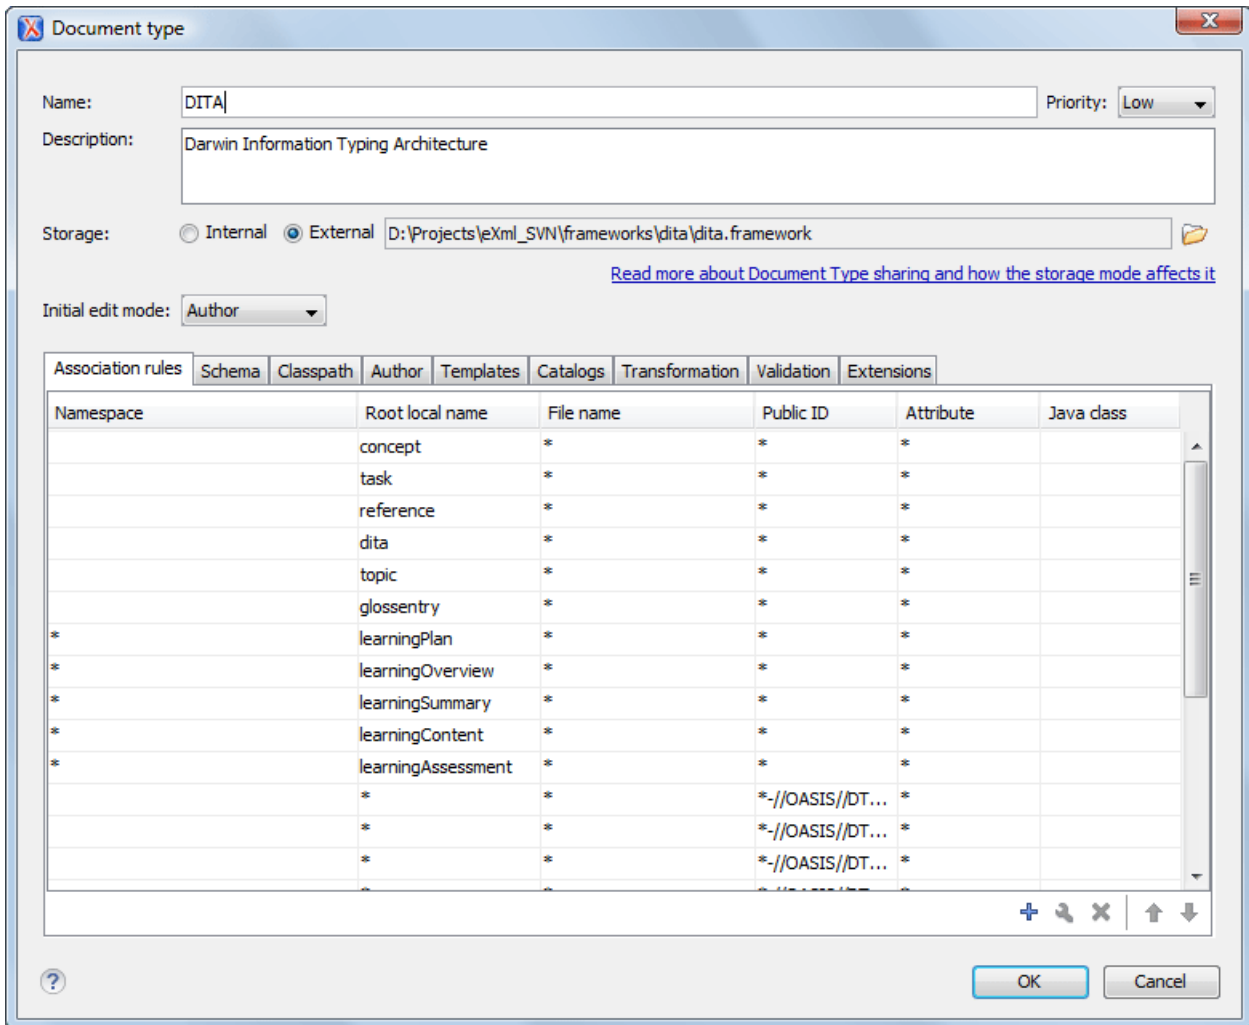 Document type
Name: DITA Priority: Low
Description: Darwin Information Typing Architecture
Storage: Internal External D:\Projects\eXml_SVN\frameworks\dita\dita.framework
Read more about Document Type sharing and how the storage mode affects it
Initial edit mode: Author
Association rules Schema Classpath Author Templates Catalogs Transformation Validation Extensions
Namespace Root local name File name Public ID Attribute Java class
concept * * *
task * * *
reference * * *
dita * * *
topic * * *
glossentry * * *
* learningPlan * * *
* learningOverview * * *
* learningSummary * * *
* learningContent * * *
* learningAssessment * * *
* * *-//OASIS//DT... *
* * *-//OASIS//DT... *
* * *-//OASIS//DT... *
OK Cancel